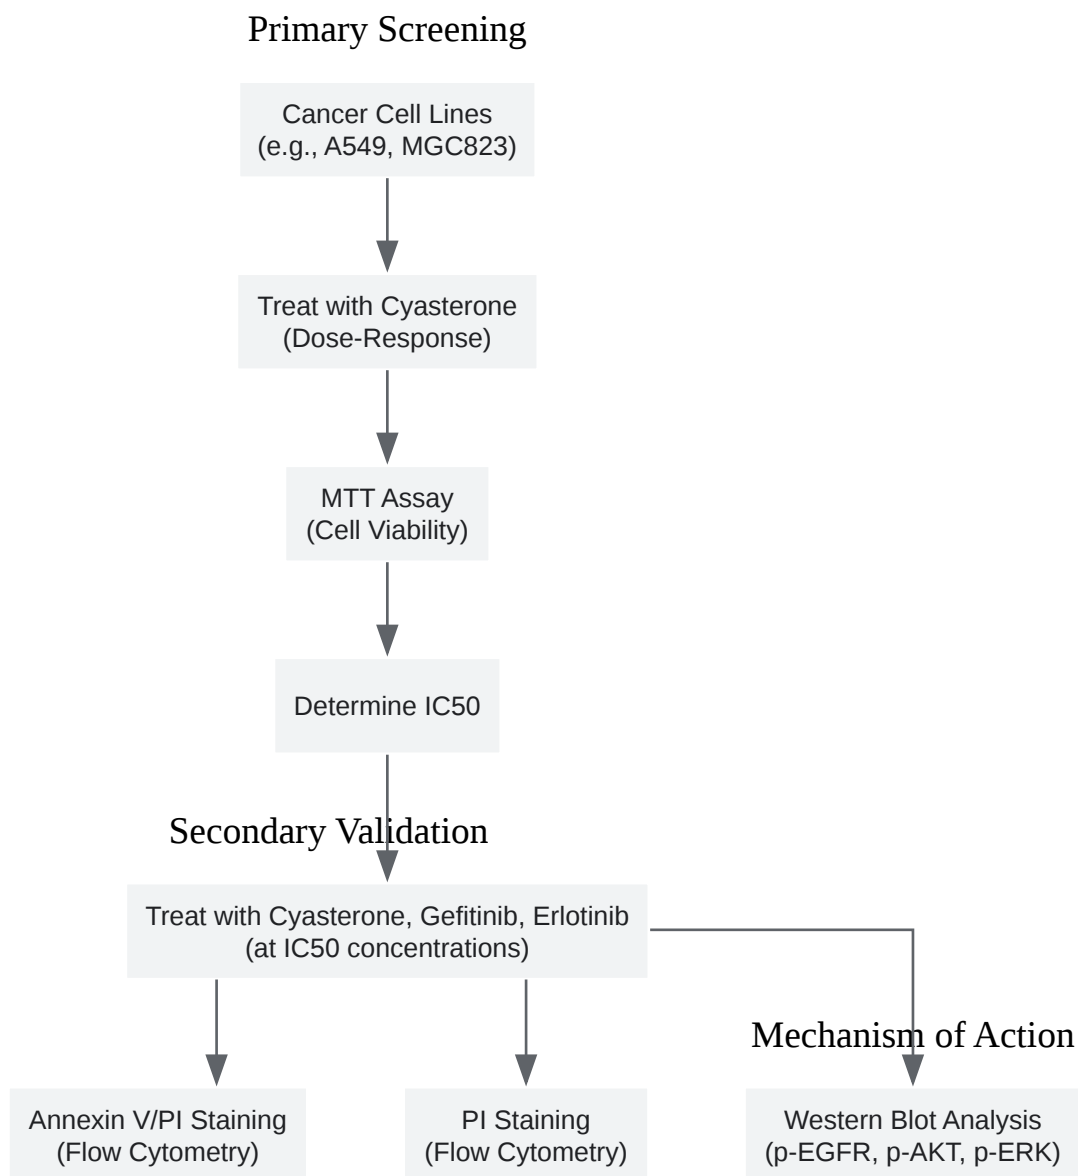 Primary Screening
Cancer Cell Lines
(e.g., A549, MGC823)
Treat with Cyasterone
(Dose-Response)
MTT Assay
(Cell Viability)
Determine IC50
Secondary Validation
Treat with Cyasterone, Gefitinib, Erlotinib
(at IC50 concentrations)
Mechanism of Action
Annexin V/PI Staining
(Flow Cytometry)
PI Staining
(Flow Cytometry)
Western Blot Analysis
(p-EGFR, p-AKT, p-ERK)